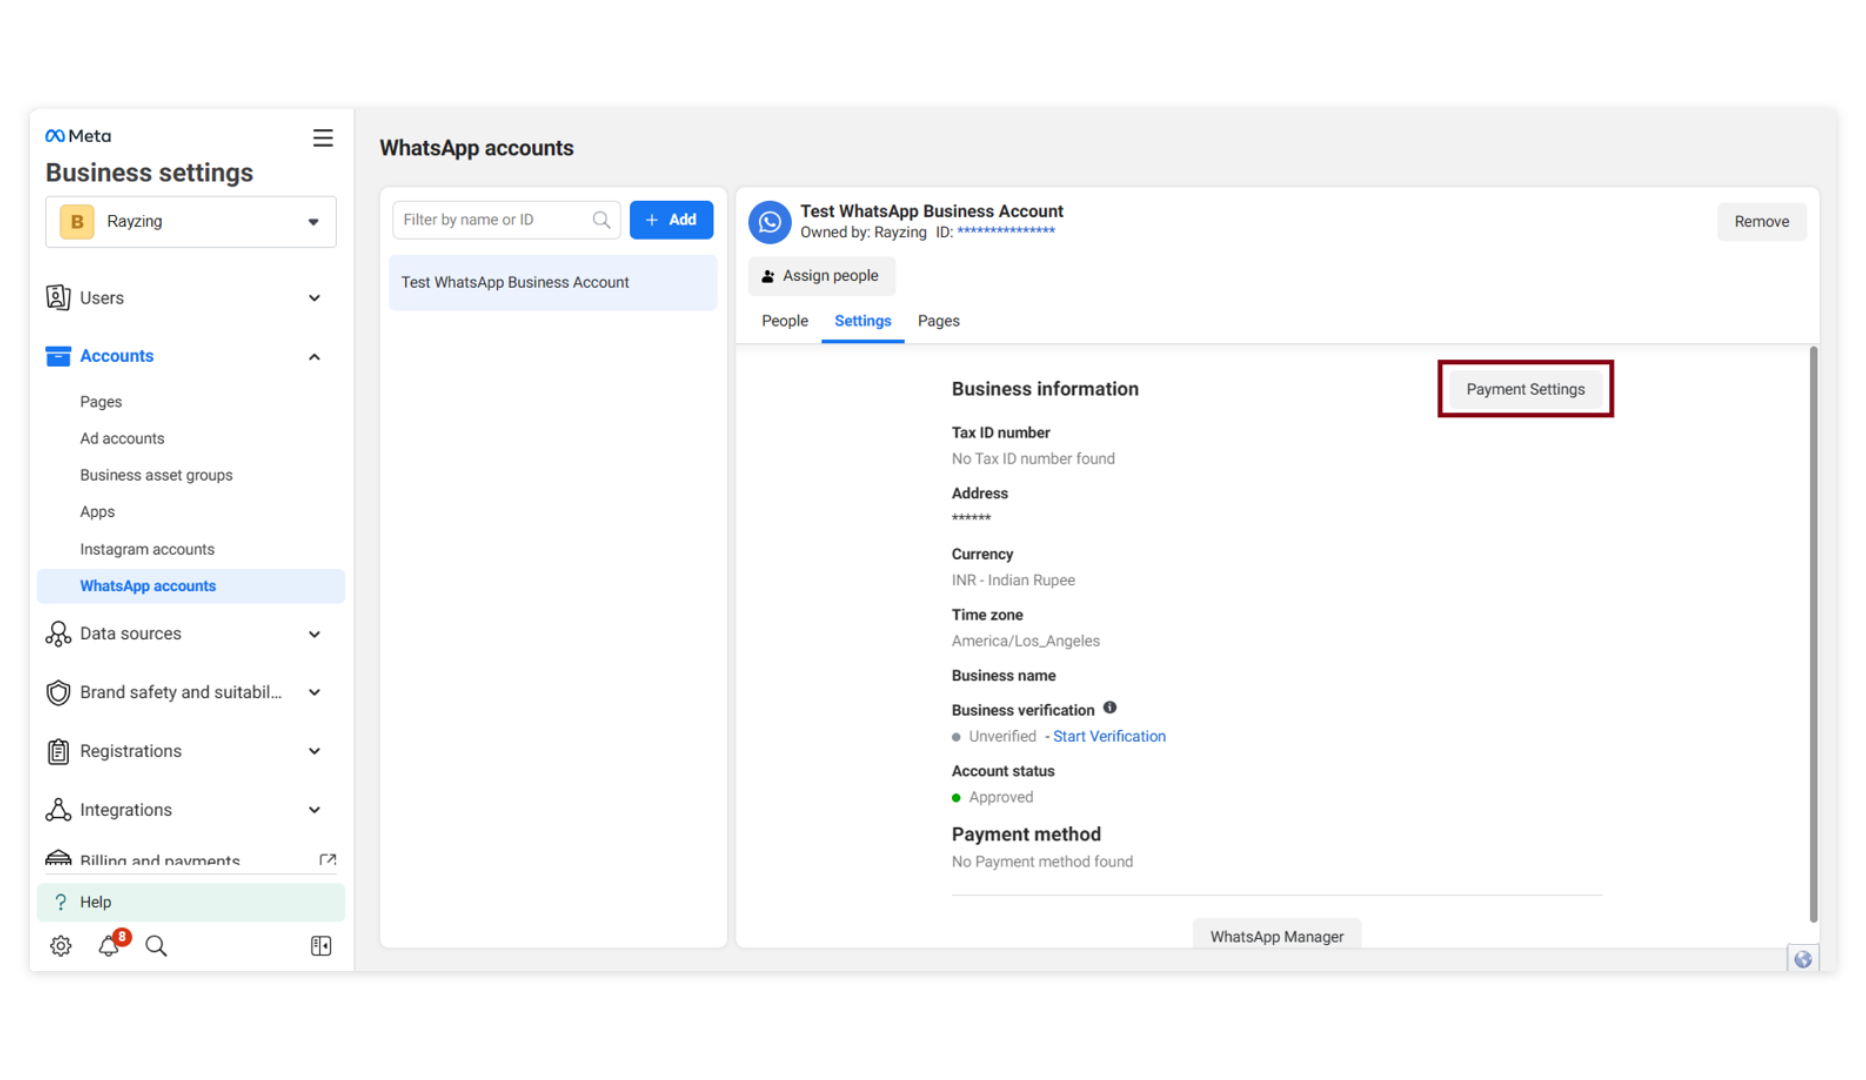 Meta
Business settings
B Rayzing
Users
Accounts
Pages
Ad accounts
Business asset groups
Apps
Instagram accounts
WhatsApp accounts
Data sources
Brand safety and suitabil...
Registrations
Integrations
Billing and payments
? Help
8
WhatsApp accounts
Filter by name or ID
+ Add
Test WhatsApp Business Account
Test WhatsApp Business Account
Owned by: Rayzing ID: ***************
Remove
Assign people
People Settings Pages
Business information
Payment Settings
Tax ID number
No Tax ID number found
Address
******
Currency
INR - Indian Rupee
Time zone
America/Los_Angeles
Business name
Business verification
Unverified - Start Verification
Account status
Approved
Payment method
No Payment method found
WhatsApp Manager